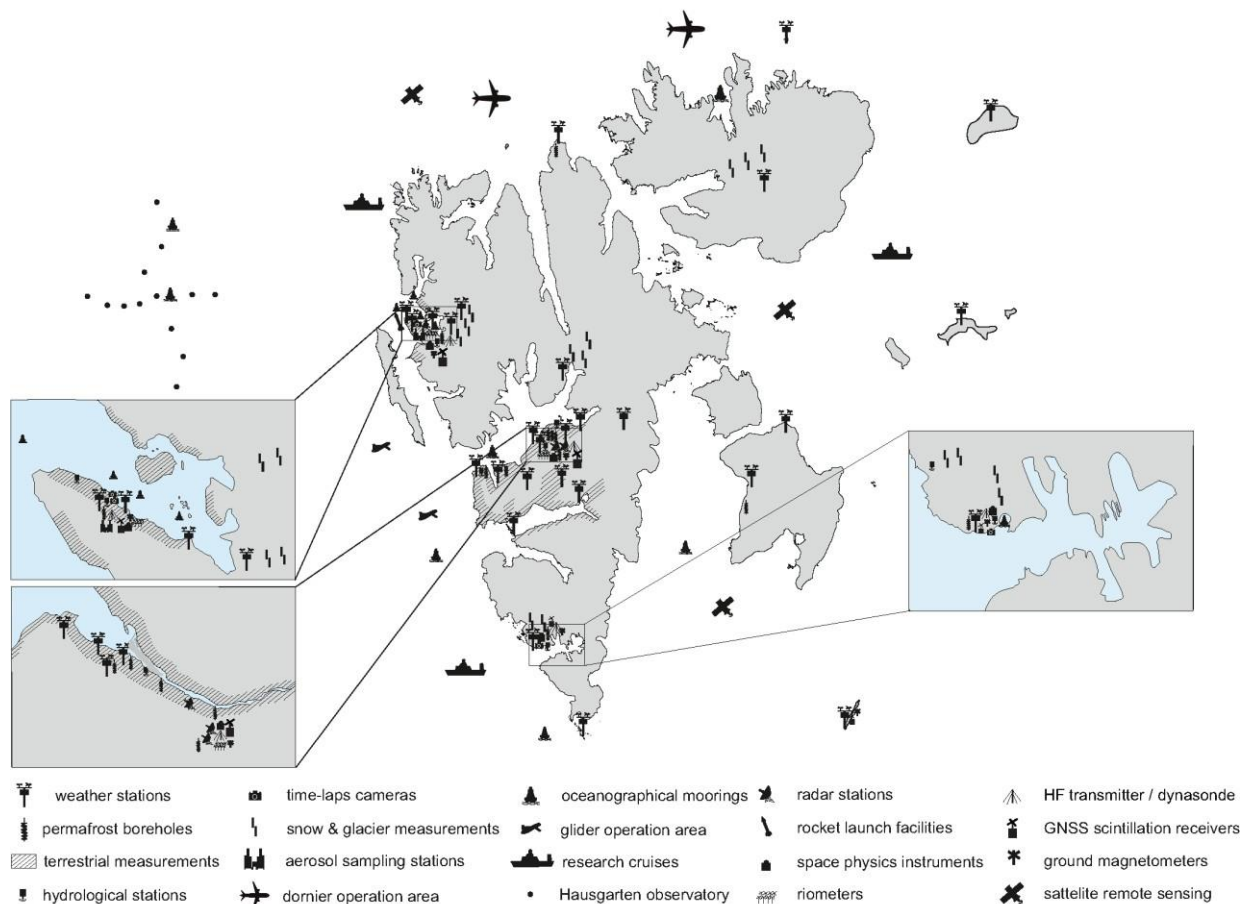 weather stations
time-laps cameras
oceanographical moorings
radar stations
HF transmitter / dynasonde
permafrost boreholes
snow & glacier measurements
glider operation area
rocket launch facilities
GNSS scintillation receivers
terrestrial measurements
aerosol sampling stations
research cruises
space physics instruments
ground magnetometers
hydrological stations
dornier operation area
Hausgarten observatory
riometers
sattelite remote sensing